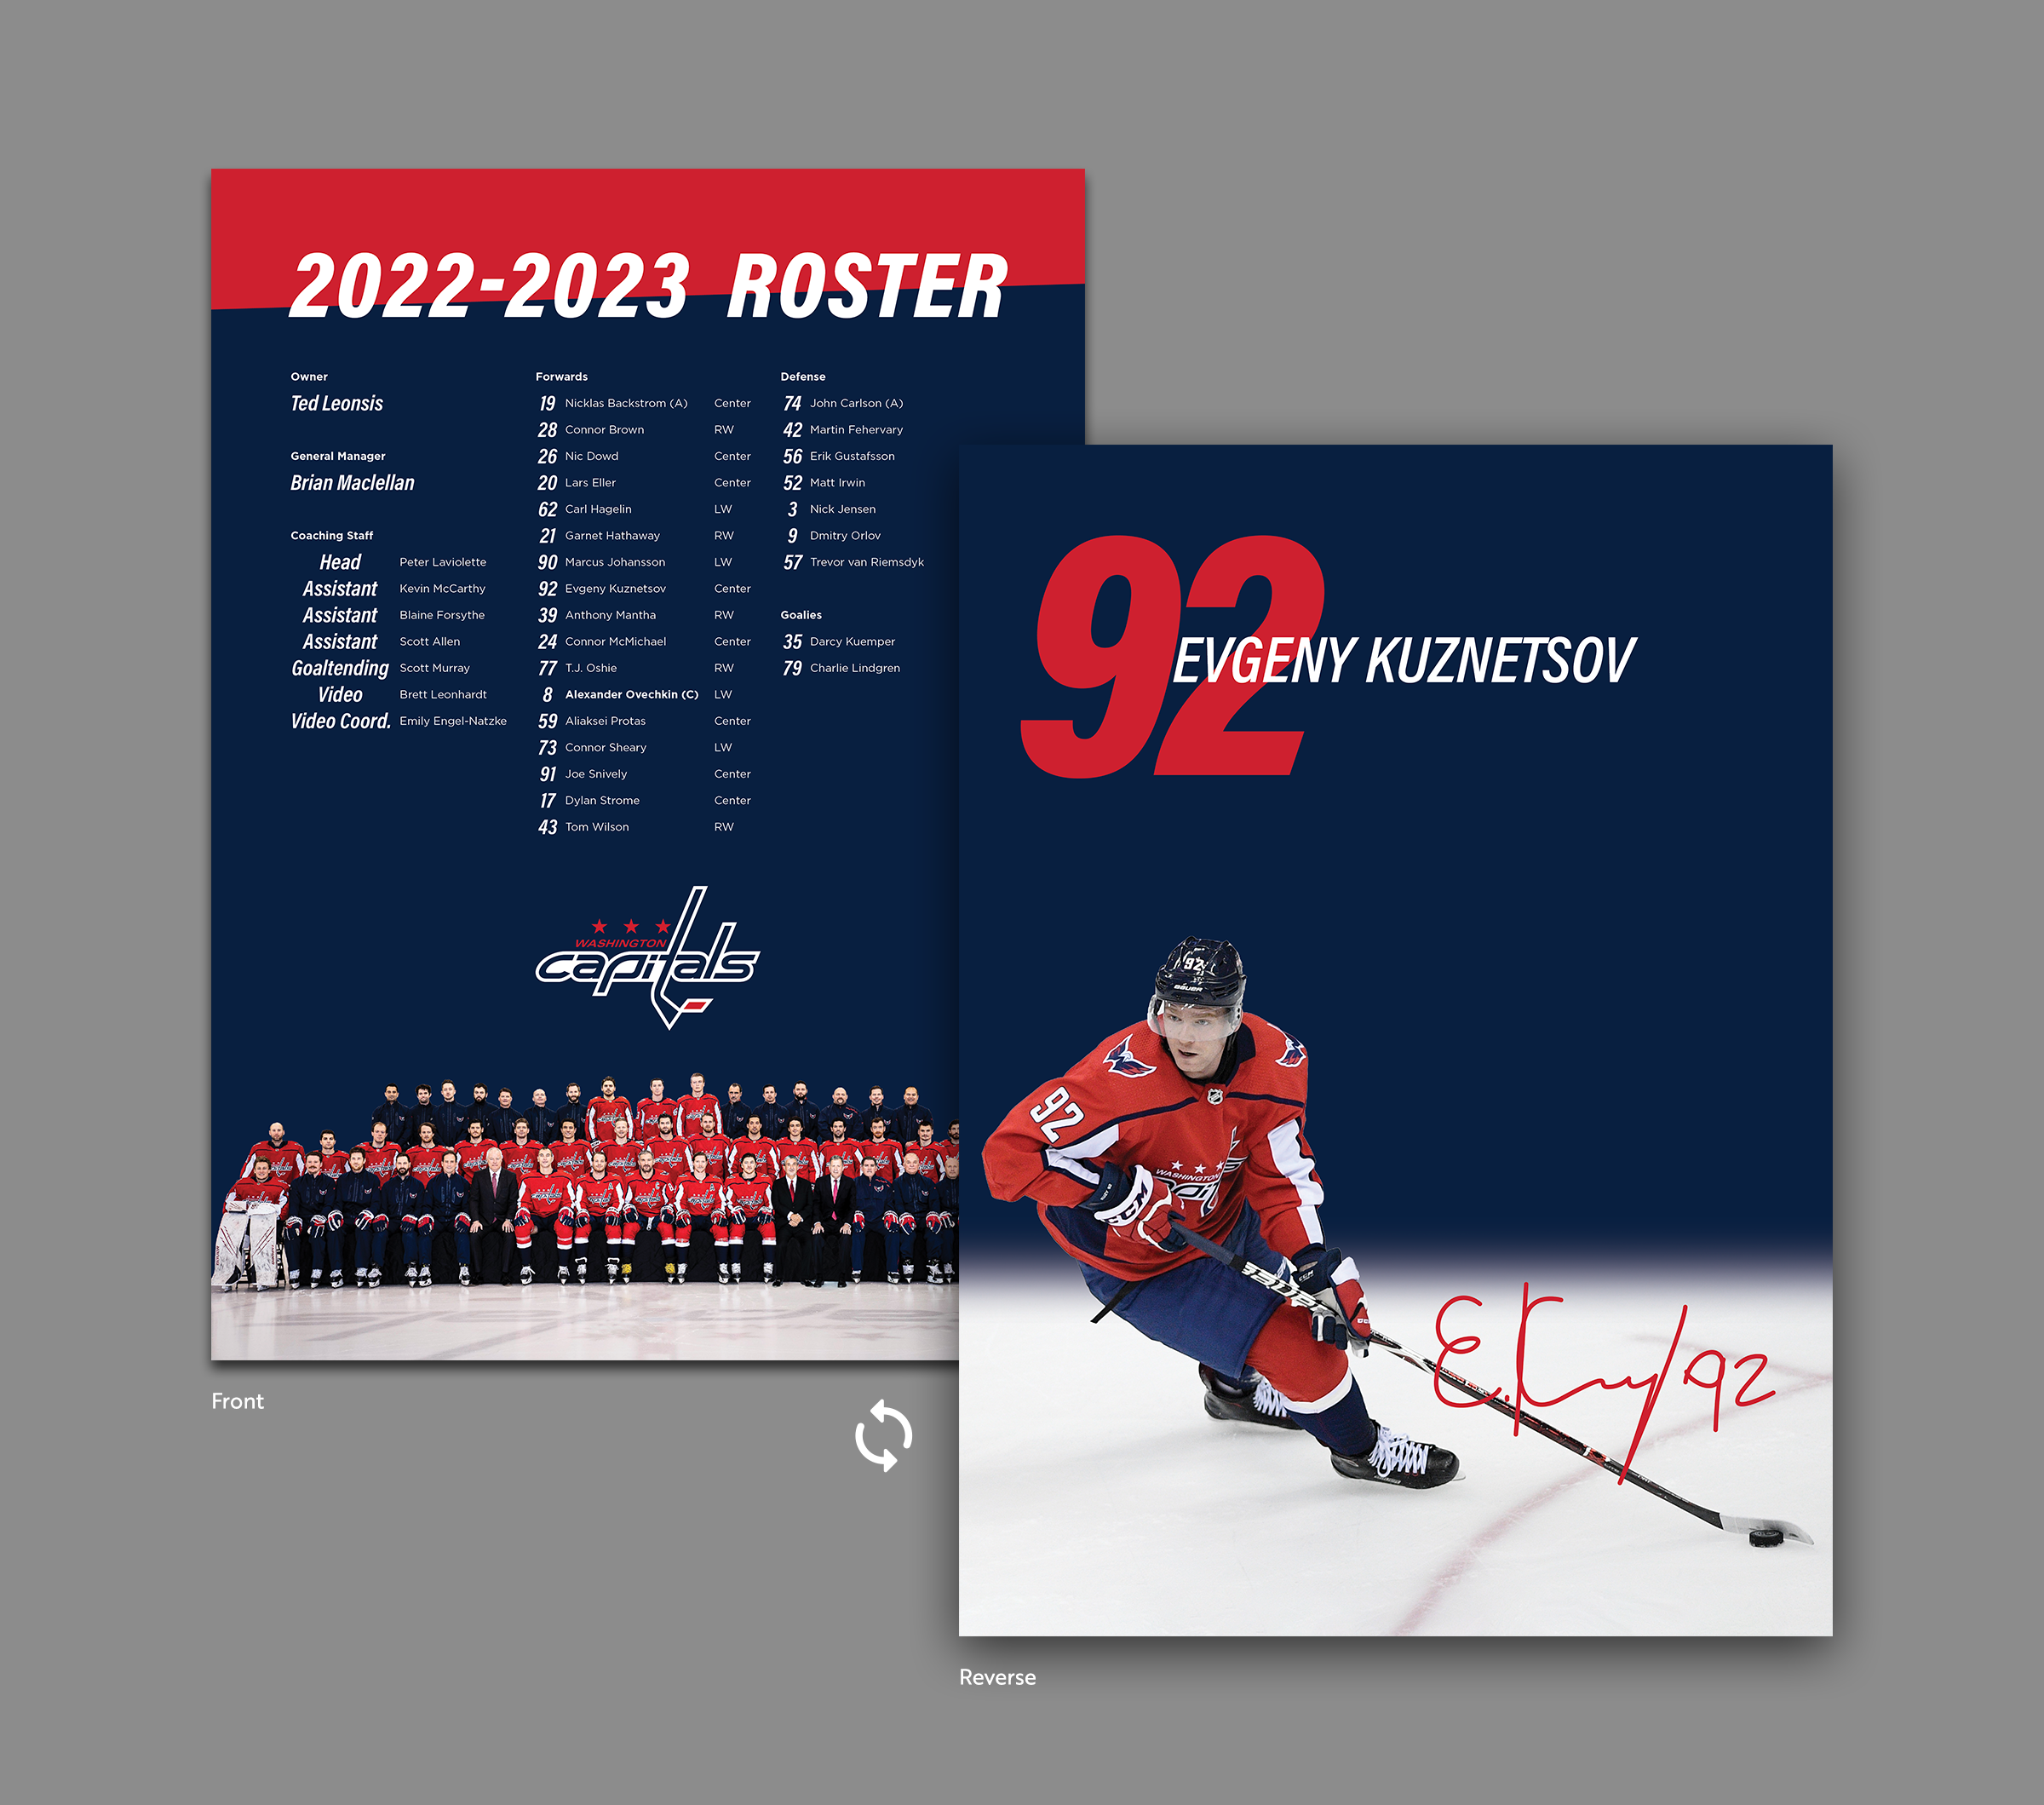 2022-2023 ROSTER
Owner
Ted Leonsis
General Manager
Brian Maclellan
Coaching Staff
Head Peter Laviolette
Assistant Kevin McCarthy
Assistant Blaine Forsythe
Assistant Scott Allen
Goaltending Scott Murray
Video Brett Leonhardt
Video Coord. Emily Engel-Natzke
Forwards
19 Nicklas Backstrom (A) Center
28 Connor Brown RW
26 Nic Dowd Center
20 Lars Eller Center
62 Carl Hagelin LW
21 Garnet Hathaway RW
90 Marcus Johansson LW
92 Evgeny Kuznetsov Center
39 Anthony Mantha RW
24 Connor McMichael Center
77 T.J. Oshie RW
8 Alexander Ovechkin (C) LW
59 Aliaksei Protas Center
73 Connor Sheary LW
91 Joe Snively Center
17 Dylan Strome Center
43 Tom Wilson RW
Defense
74 John Carlson (A)
42 Martin Fehervary
56 Erik Gustafsson
52 Matt Irwin
3 Nick Jensen
9 Dmitry Orlov
57 Trevor van Riemsdyk
Goalies
35 Darcy Kuemper
79 Charlie Lindgren
WASHINGTON
capitals
Front
92
EVGENY KUZNETSOV
92
BAUER
92
WASHINGTON
CCM
92
Reverse